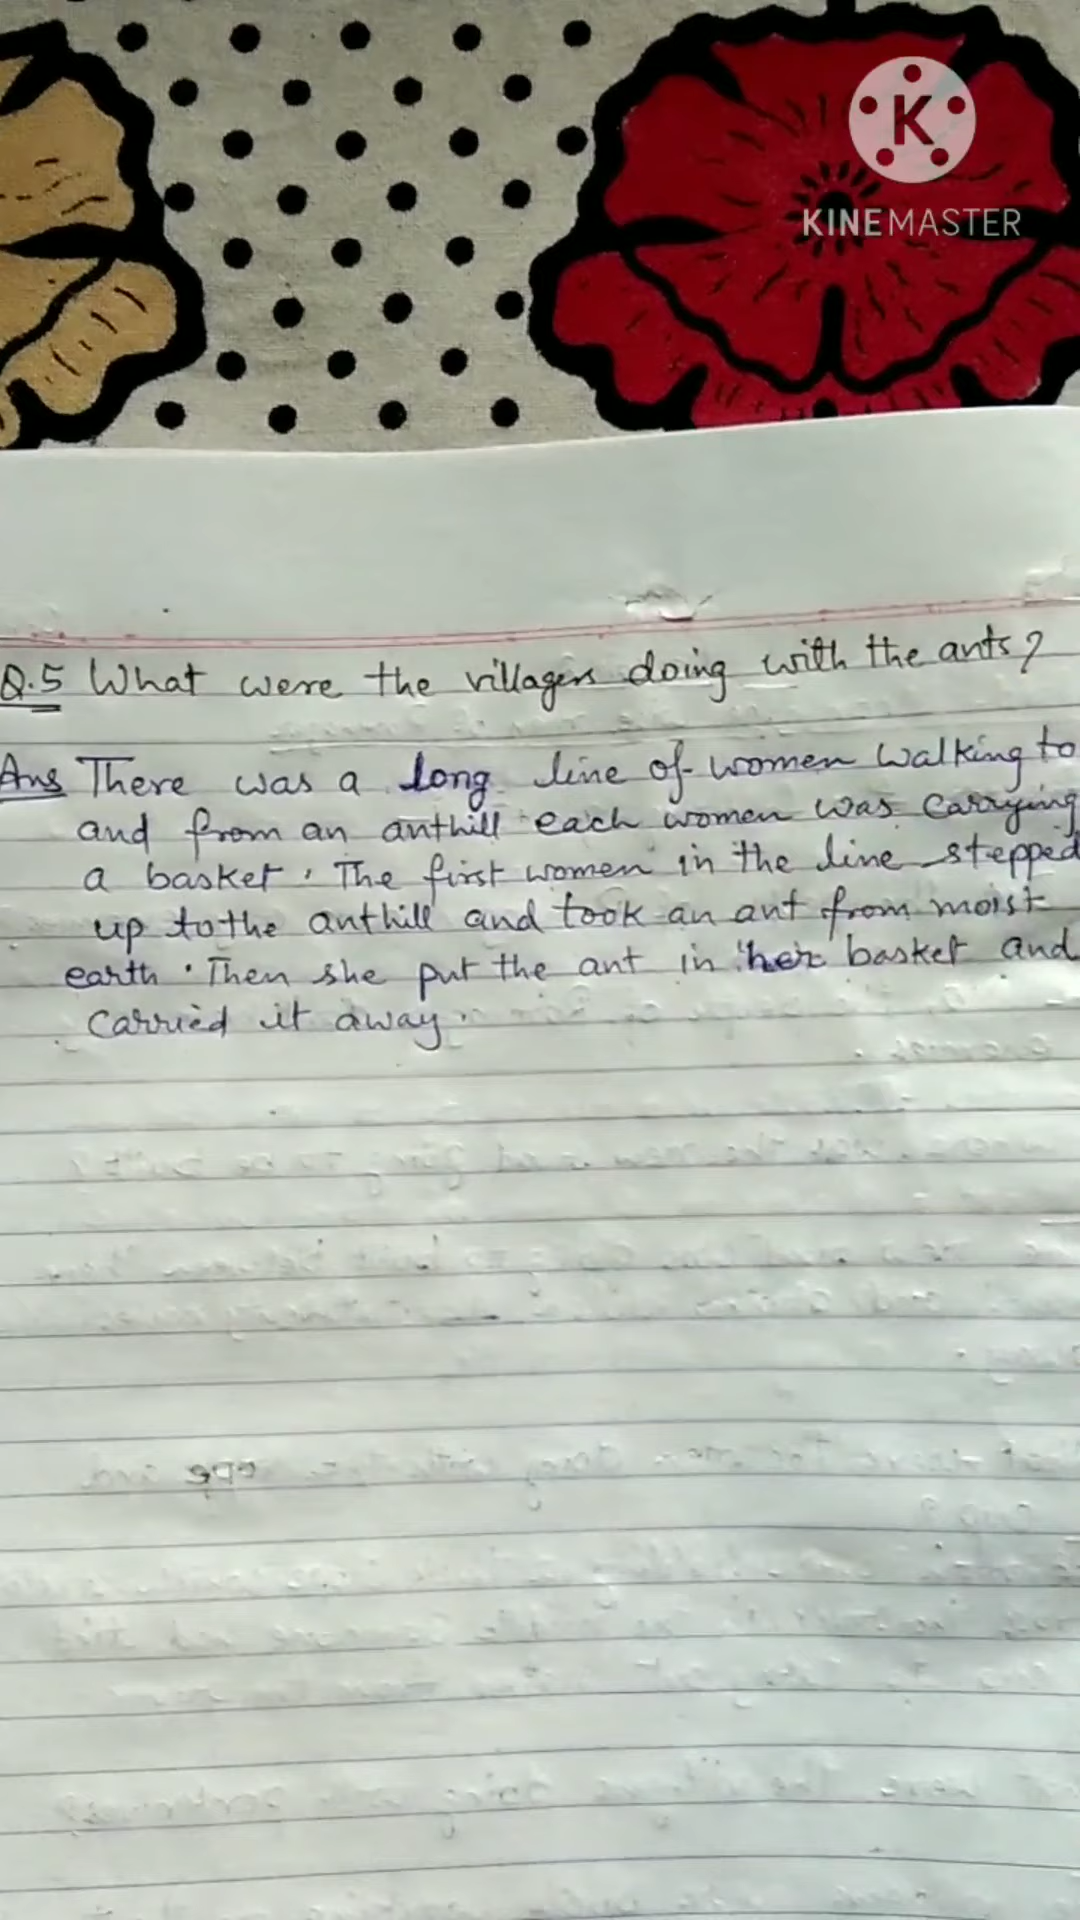 K
KINEMASTER
Q.5 What were the villagers doing with the ants?
Ans There was a long line of women walking to
and from an anthill each women was carrying
a basket. The first women in the line stepped
up to the anthill and took an ant from moist
earth. Then she put the ant in her basket and
carried it away.